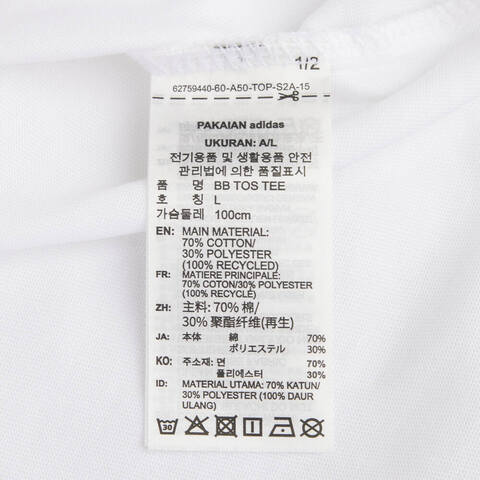 1/2
62759440-60-A50-TOP-S2A-15
PAKAIAN adidas
UKURAN: A/L
전기용품 및 생활용품 안전
관리법에 의한 품질표시
품 명 BB TOS TEE
호 칭 L
가슴둘레 100cm
EN: MAIN MATERIAL:
70% COTTON/
30% POLYESTER
(100% RECYCLED)
FR: MATIERE PRINCIPALE:
70% COTON/30% POLYESTER
(100% RECYCLÉ)
ZH: 主料: 70% 棉/
30% 聚酯纤维(再生)
JA: 本体 綿 70%
ポリエステル 30%
KO: 주소재: 면 70%
폴리에스터 30%
ID: MATERIAL UTAMA: 70% KATUN/
30% POLYESTER (100% DAUR
ULANG)
30